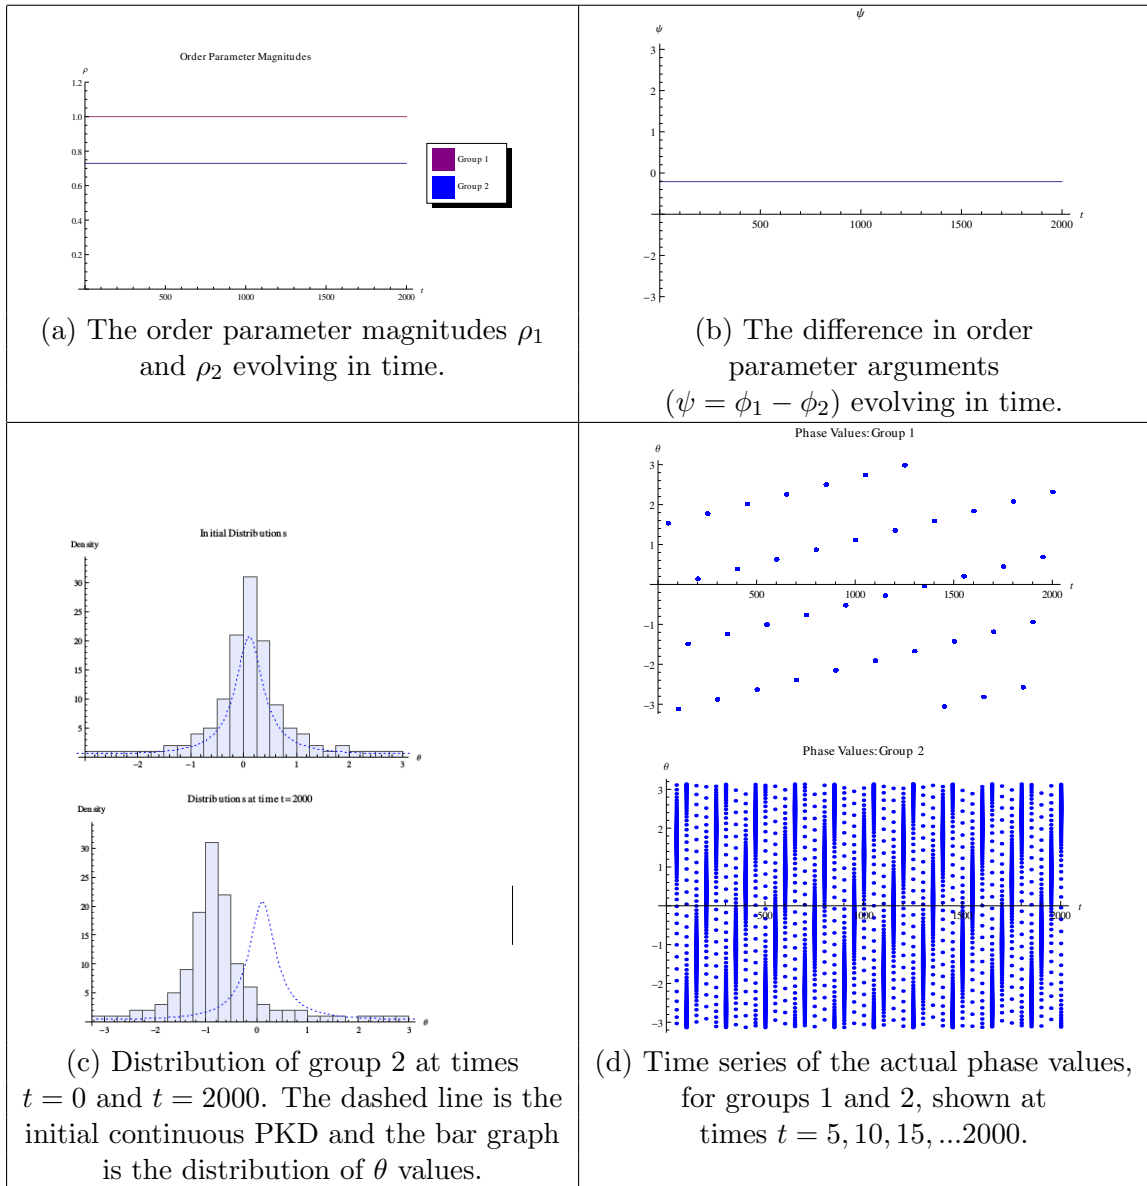 Order Parameter Magnitudes
ρ
1.2
1.0
0.8
0.6
0.4
0.2
500 1000 1500 2000 t
Group 1
Group 2
(a) The order parameter magnitudes ρ1
and ρ2 evolving in time.
ψ
ψ
3
2
1
0
500 1000 1500 2000 t
−2
−3
(b) The difference in order
parameter arguments
(ψ = ϕ1 − ϕ2) evolving in time.
Initial Distributions
Density
30
25
20
15
10
5
−2 −1 0 1 2 3 θ
Distributions at time t=2000
Density
30
25
20
15
10
5
−3 −2 −1 0 1 2 3 θ
(c) Distribution of group 2 at times
t = 0 and t = 2000. The dashed line is the
initial continuous PKD and the bar graph
is the distribution of θ values.
Phase Values: Group 1
θ
3
2
1
500 1000 1500 2000 t
−1
−2
−3
Phase Values: Group 2
θ
3
2
1
500 1000 1500 2000 t
−1
−2
−3
(d) Time series of the actual phase values,
for groups 1 and 2, shown at
times t = 5, 10, 15, ...2000.